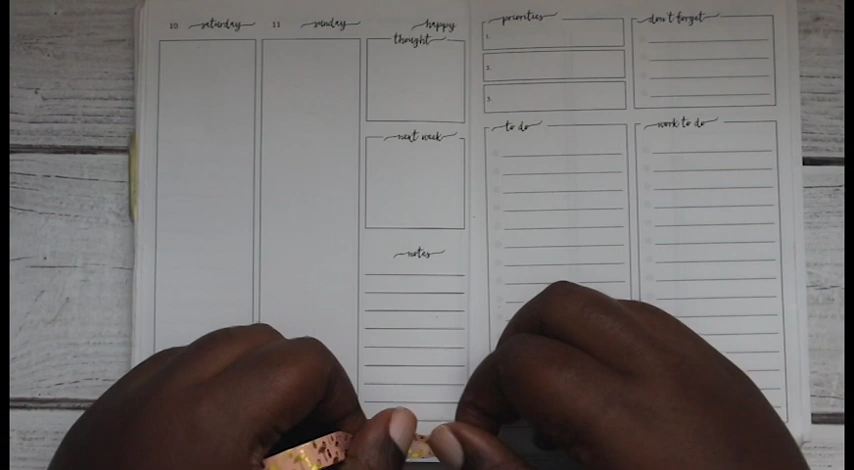 10 saturday
11 sunday
happy
thought
next week
notes
priorities
1.
2.
3.
don't forget
to do
work to do